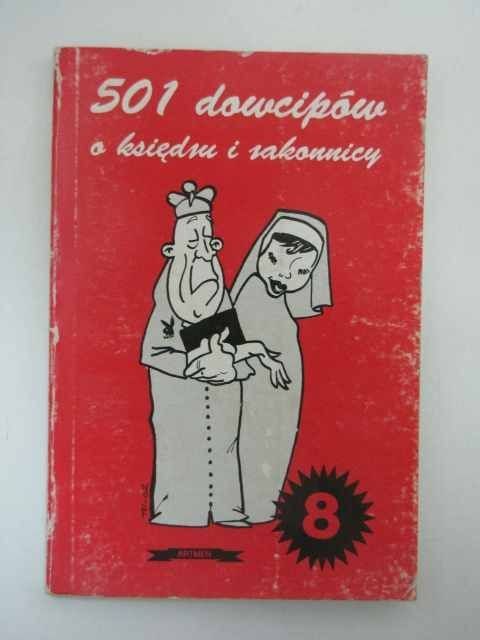 501 dowcipów
o księdzu i zakonnicy
8
ARTMEN